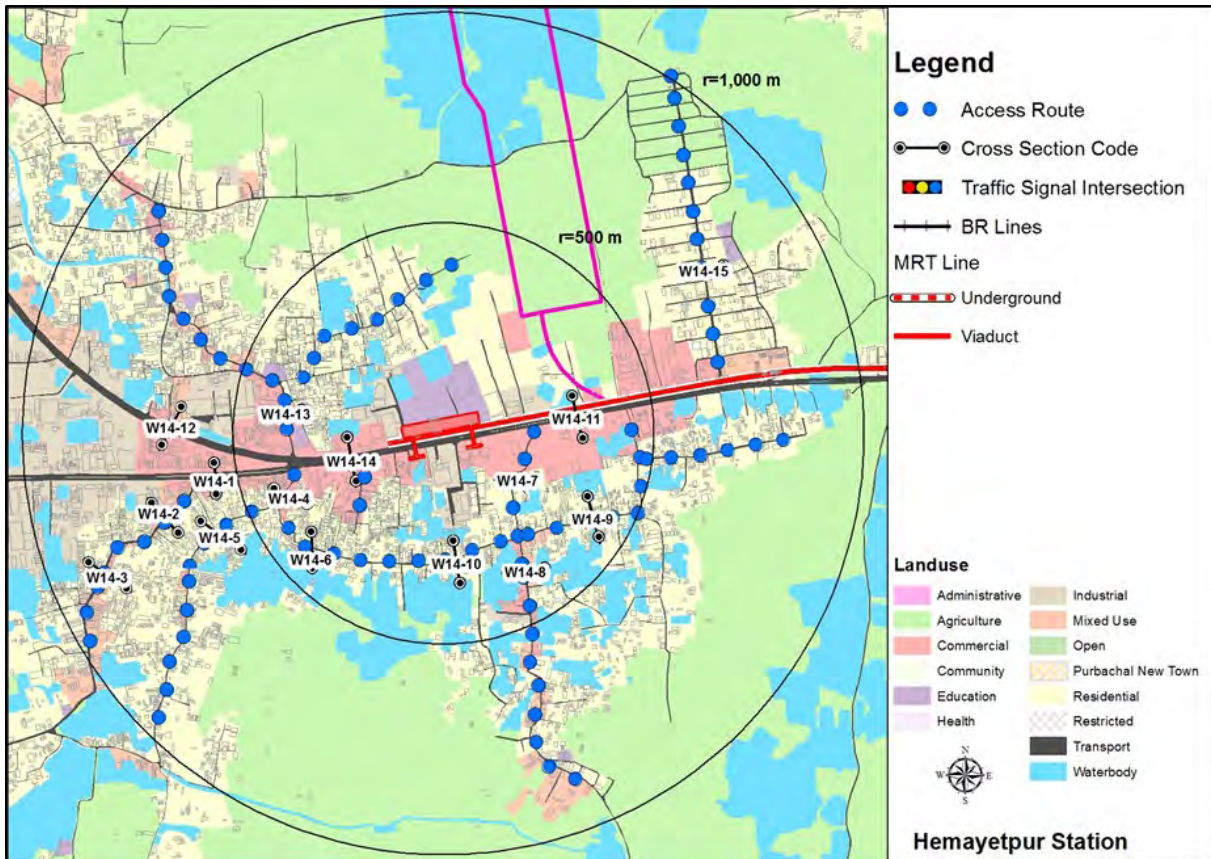 r=1,000 m
r=500 m
W14-15
W14-13
W14-11
W14-12
W14-14
W14-1
W14-7
W14-4
W14-2
W14-9
W14-5
W14-6
W14-10
W14-8
W14-3
Legend
Access Route
Cross Section Code
Traffic Signal Intersection
BR Lines
MRT Line
Underground
Viaduct
Landuse
Administrative
Agriculture
Commercial
Community
Education
Health
Industrial
Mixed Use
Open
Purbachal New Town
Residential
Restricted
Transport
Waterbody
N
W E
S
Hemayetpur Station